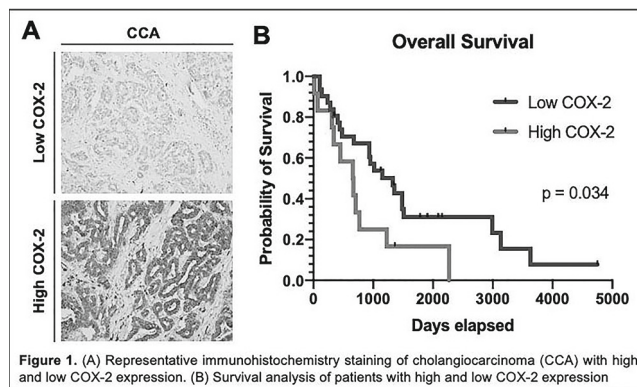 A
CCA
Low COX-2
High COX-2
B
Overall Survival
Probability of Survival
1.0
0.8
0.6
0.4
0.2
0.0
0
1000
2000
3000
4000
5000
Days elapsed
Low COX-2
High COX-2
p = 0.034
Figure 1. (A) Representative immunohistochemistry staining of cholangiocarcinoma (CCA) with high
and low COX-2 expression. (B) Survival analysis of patients with high and low COX-2 expression